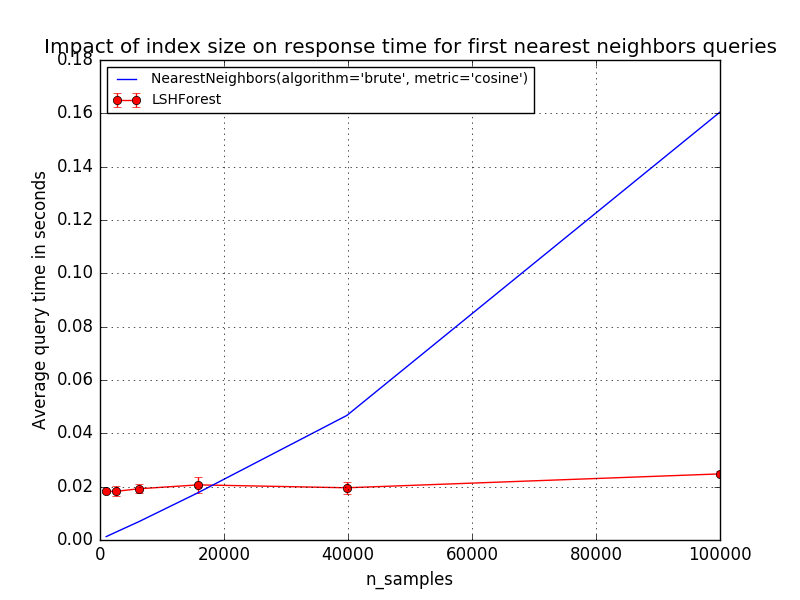 Impact of index size on response time for first nearest neighbors queries
NearestNeighbors(algorithm='brute', metric='cosine')
LSHForest
Average query time in seconds
0.18
0.16
0.14
0.12
0.10
0.08
0.06
0.04
0.02
0.00
0 20000 40000 60000 80000 100000
n_samples